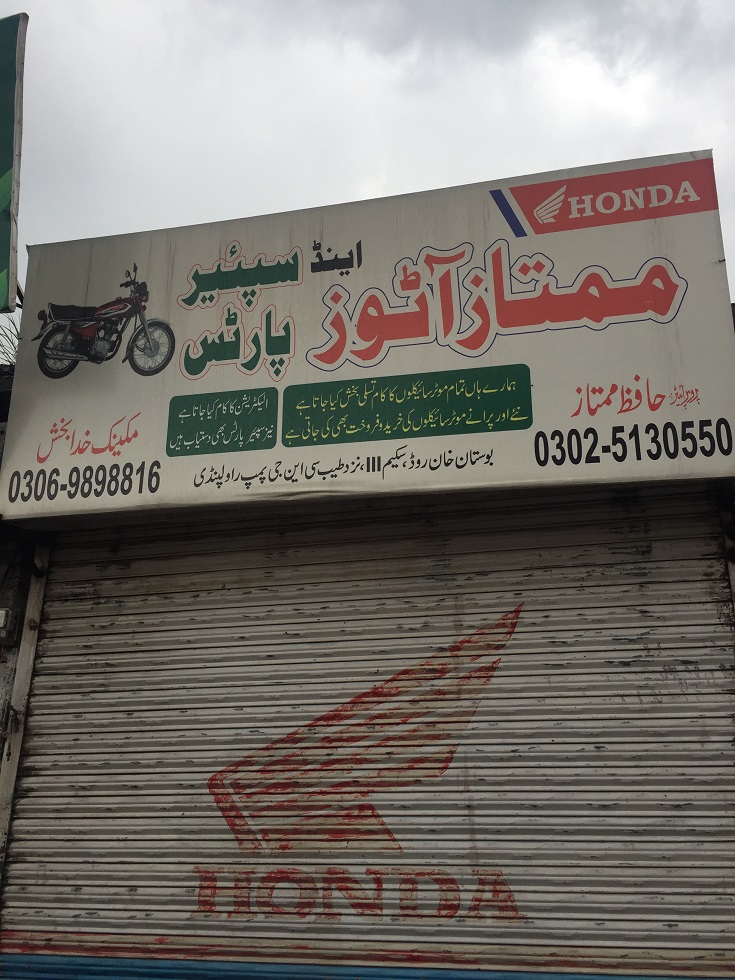 HONDA
ممتاز آٹوز اینڈ سپئیر پارٹس
ہمارے ہاں تمام موٹر سائیکلوں کا کام تسلی بخش کیا جاتا ہے
نئے اور پرانے موٹر سائیکلوں کی خرید و فروخت بھی کی جاتی ہے
الیکٹریشن کا کام کیا جاتا ہے
نیز سپئیر پارٹس بھی دستیاب ہیں
پروپرائیٹر: حافظ ممتاز
0302-5130550
مکینک خدا بخش
0306-9898816
بوستان خان روڈ، سکیم III، نزد طیب سی این جی پمپ راولپنڈی
HONDA